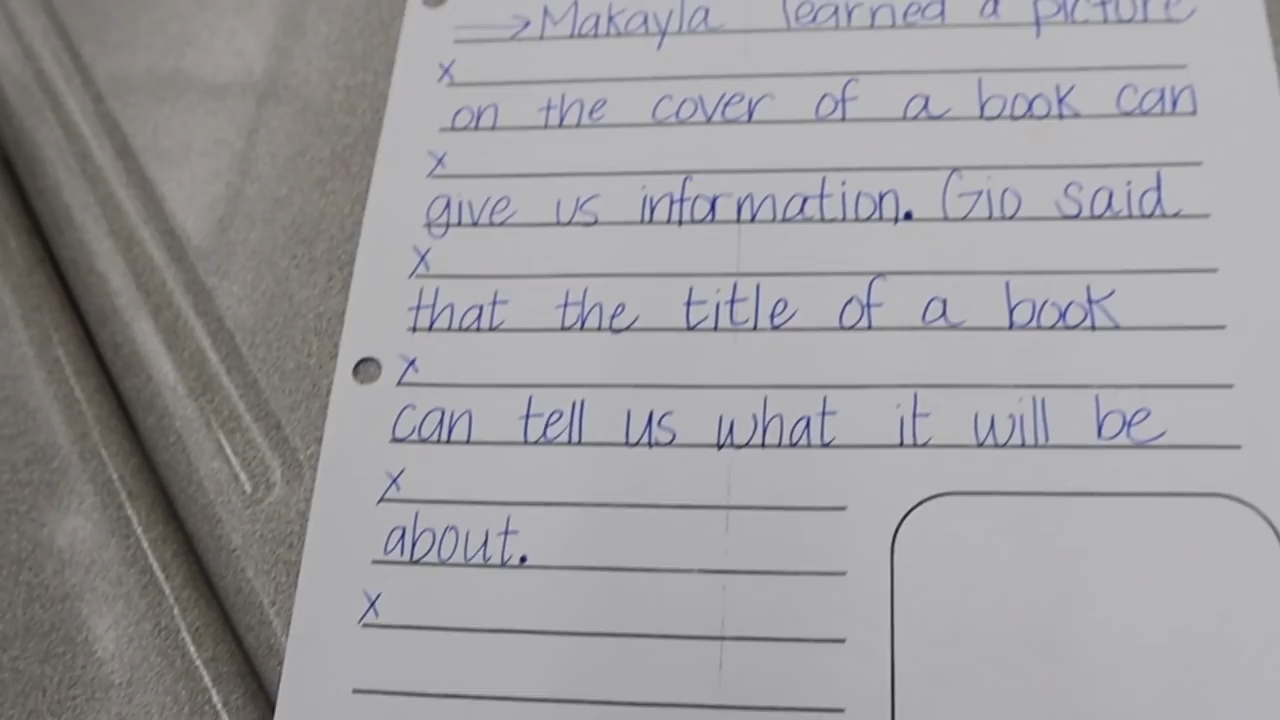 →Makayla learned a picture
x
on the cover of a book can
x
give us information. Gio said
x
that the title of a book
x
can tell us what it will be
x
about.
x